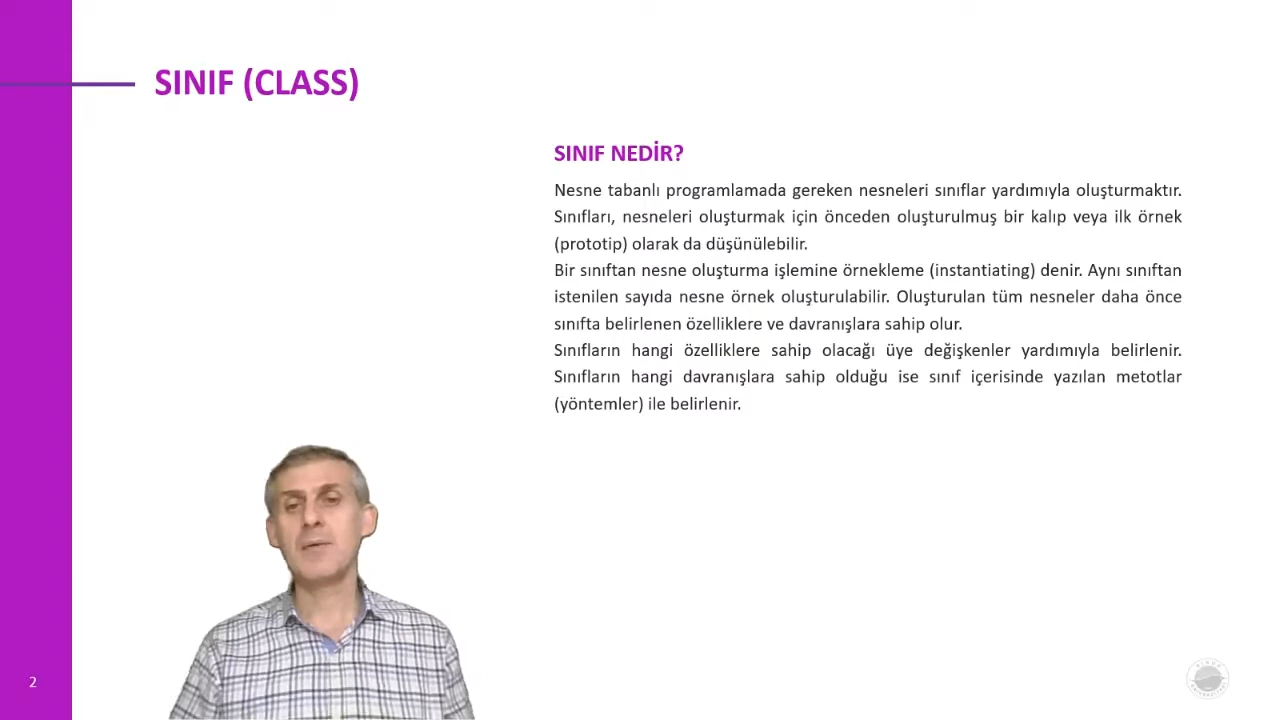 SINIF (CLASS)
SINIF NEDİR?
Nesne tabanlı programlamada gereken nesneleri sınıflar yardımıyla oluşturmaktır.
Sınıfları, nesneleri oluşturmak için önceden oluşturulmuş bir kalıp veya ilk örnek
(prototip) olarak da düşünülebilir.
Bir sınıftan nesne oluşturma işlemine örnekleme (instantiating) denir. Aynı sınıftan
istenilen sayıda nesne örnek oluşturulabilir. Oluşturulan tüm nesneler daha önce
sınıfta belirlenen özelliklere ve davranışlara sahip olur.
Sınıfların hangi özelliklere sahip olacağı üye değişkenler yardımıyla belirlenir.
Sınıfların hangi davranışlara sahip olduğu ise sınıf içerisinde yazılan metotlar
(yöntemler) ile belirlenir.
2